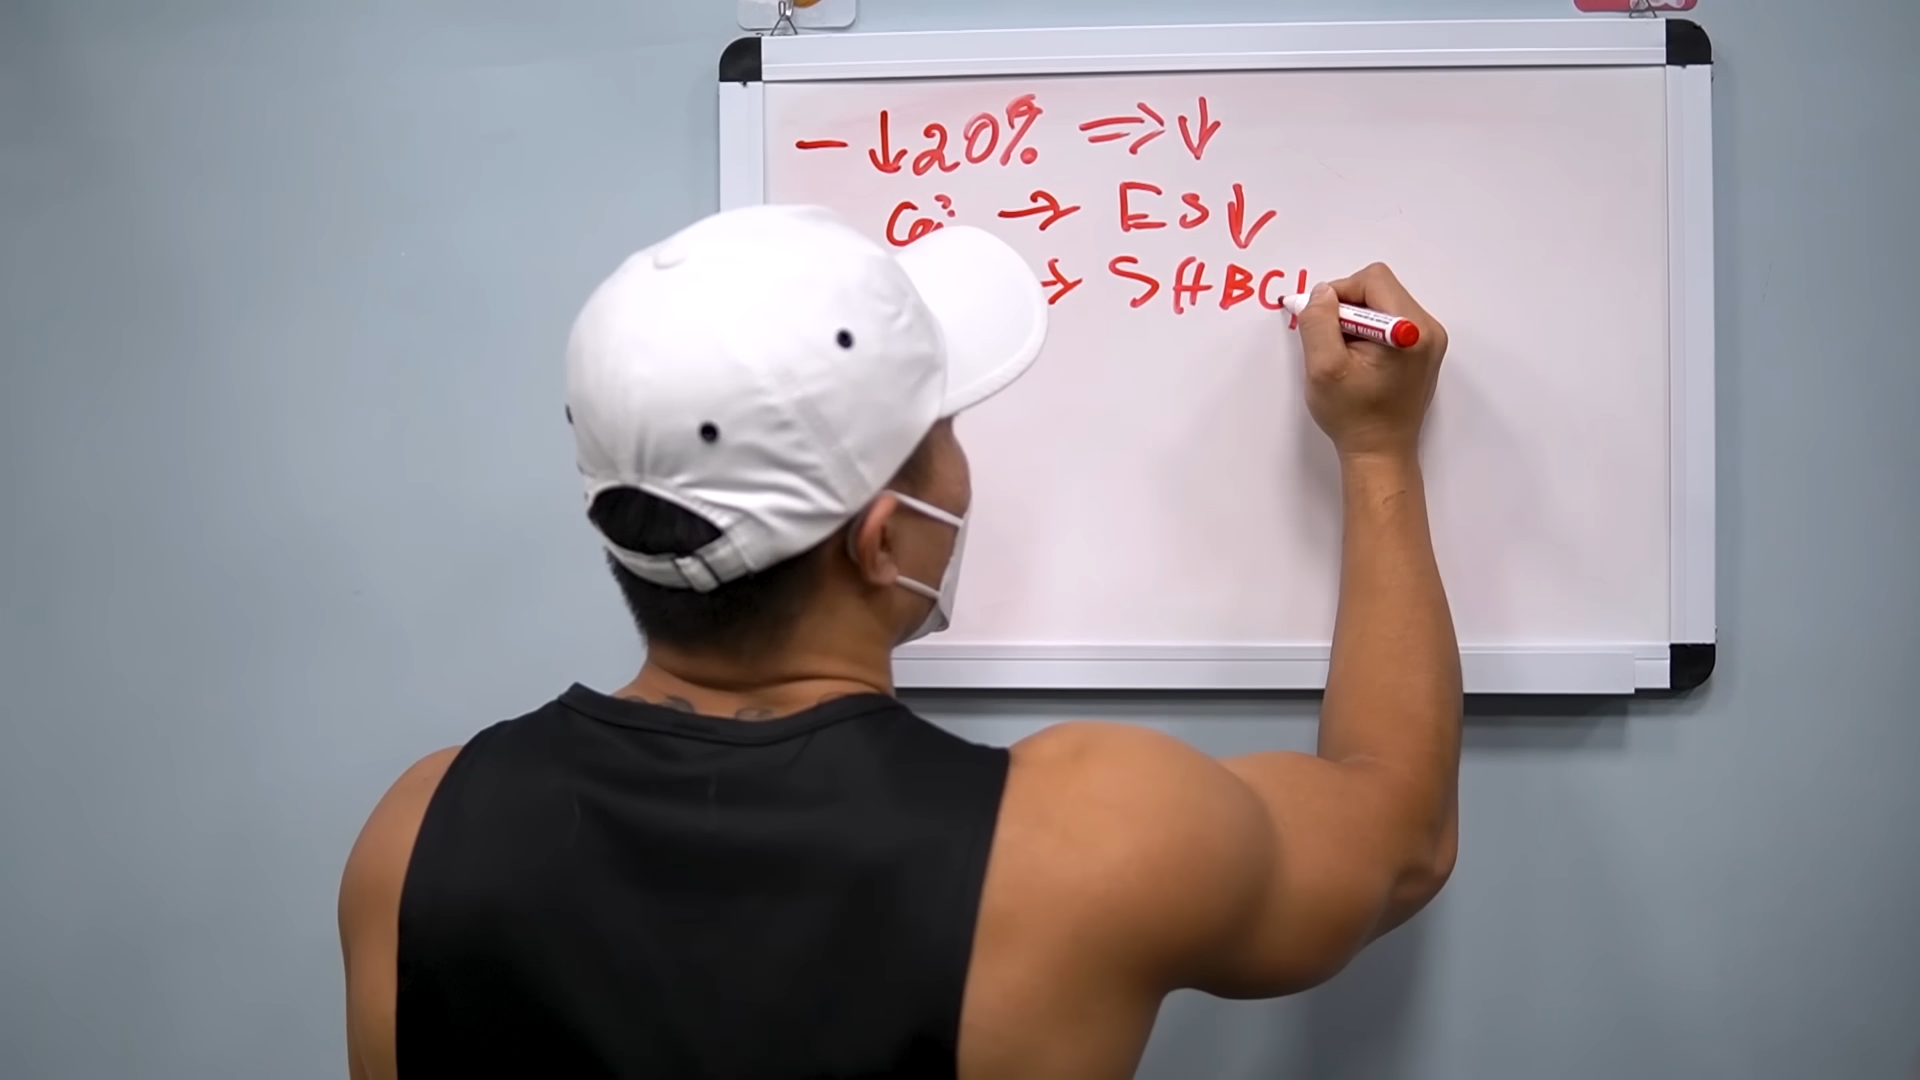 - ↓20% ⇒ ↓
→ ES↓
→ SHBG